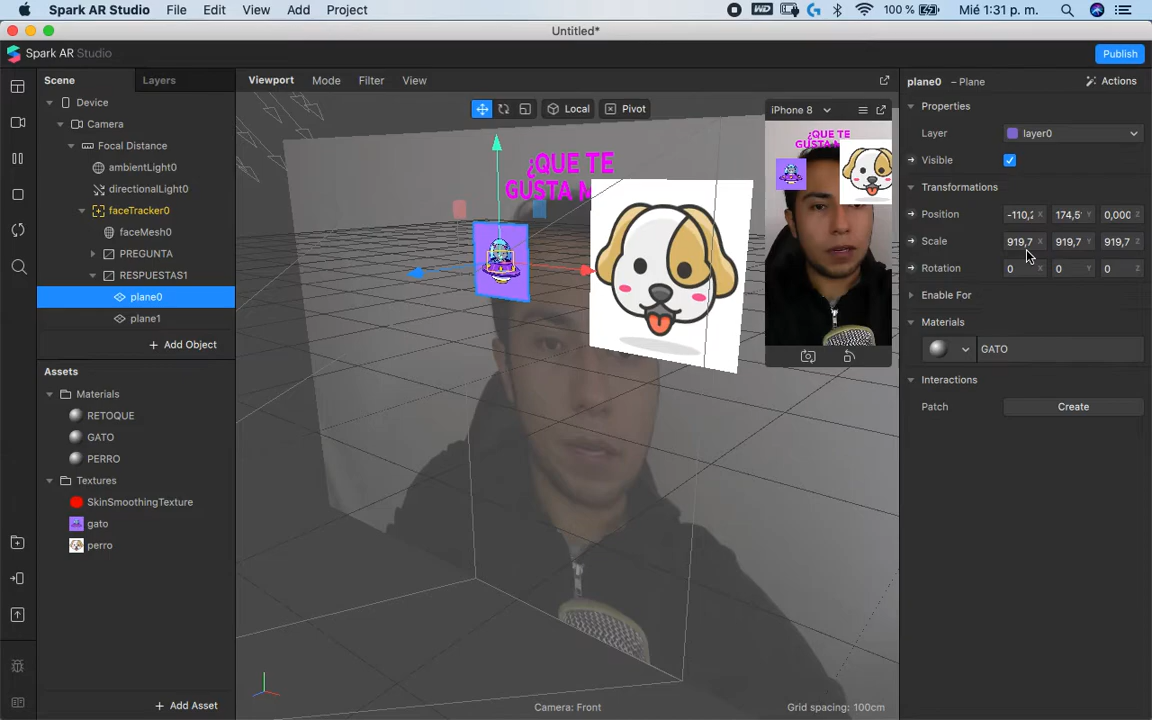 Spark AR Studio File Edit View Add Project
WD 100 % Mié 1:31 p. m.
Untitled*
Spark AR Studio
Publish
Scene Layers
Device
Camera
Focal Distance
ambientLight0
directionalLight0
faceTracker0
faceMesh0
PREGUNTA
RESPUESTAS1
plane0
plane1
Add Object
Assets
Materials
RETOQUE
GATO
PERRO
Textures
SkinSmoothingTexture
gato
perro
Add Asset
Viewport Mode Filter View
Local Pivot
¿QUE TE
GUSTA M
Camera: Front
Grid spacing: 100cm
iPhone 8
¿QUE TE
GUSTA M
plane0 – Plane
Actions
Properties
Layer layer0
Visible
Transformations
Position -110,2 X 174,5 Y 0,000 Z
Scale 919,7 X 919,7 Y 919,7 Z
Rotation 0 X 0 Y 0 Z
Enable For
Materials
GATO
Interactions
Patch Create